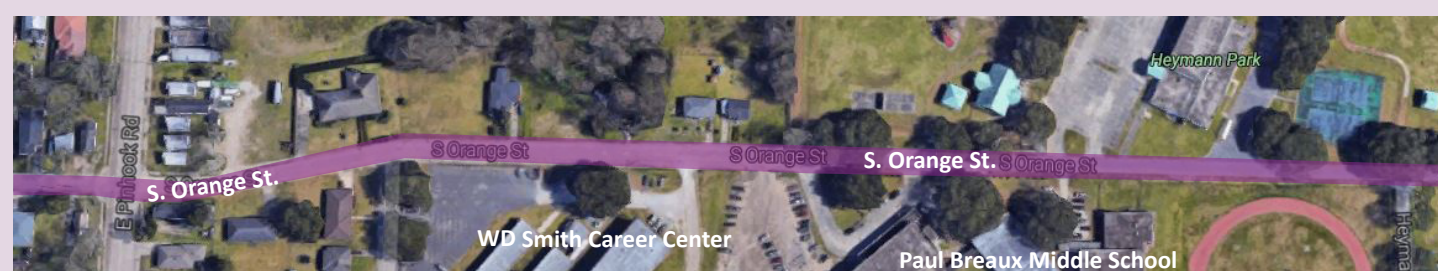 Heymann Park
E Pinhook Rd
S Orange St
S Orange St
S. Orange St.
S Orange St
S. Orange St.
WD Smith Career Center
Paul Breaux Middle School
Heyma